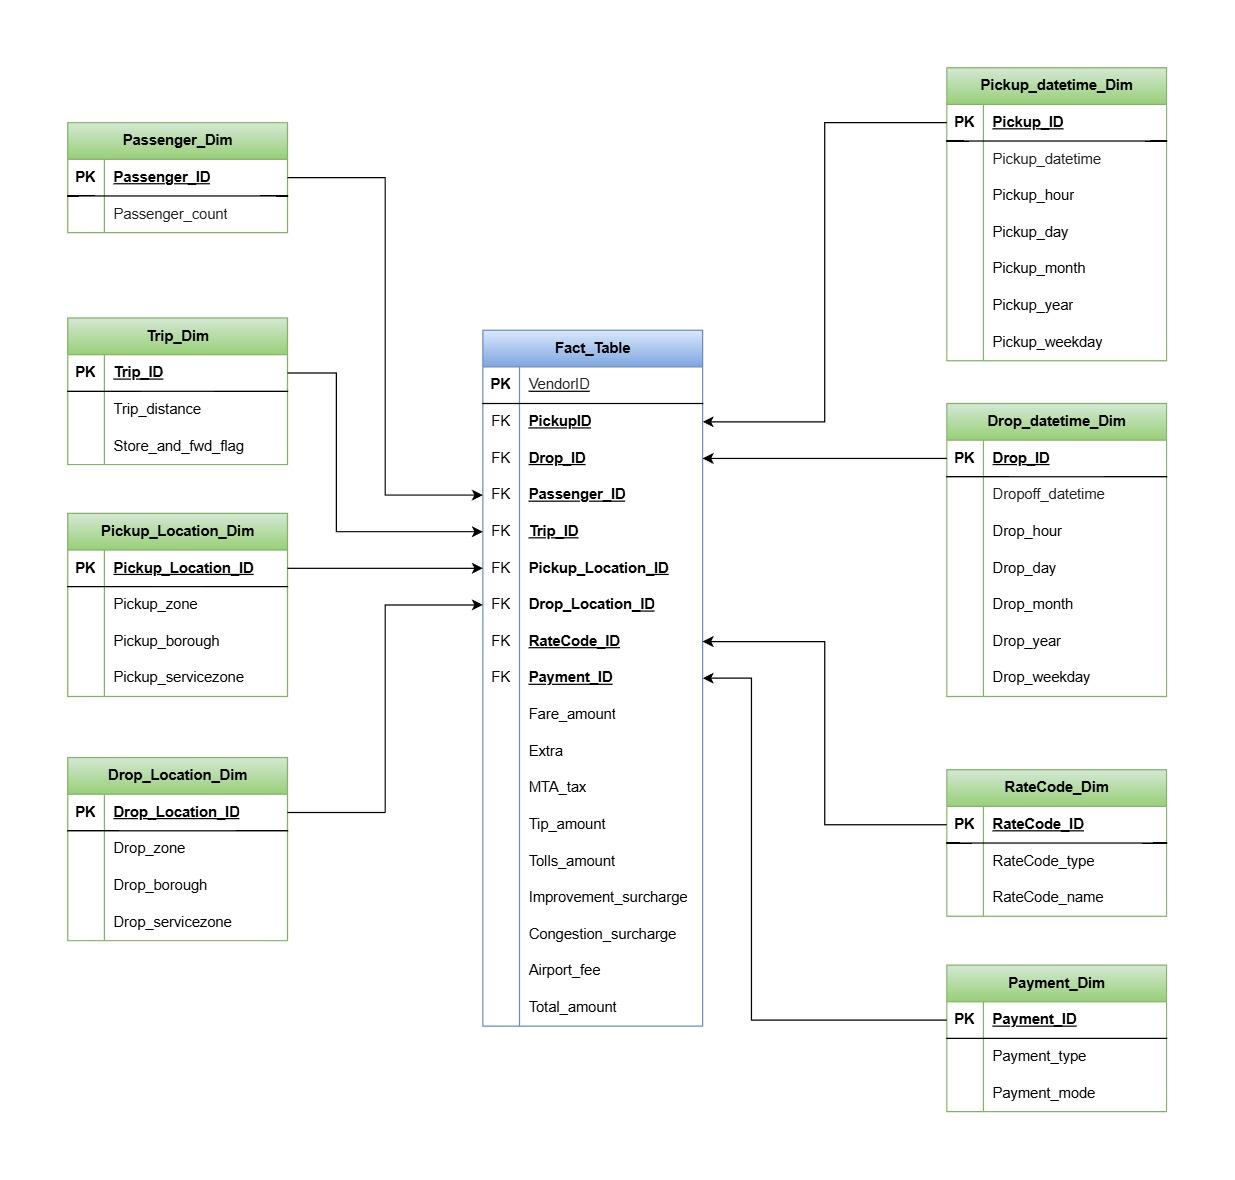 Passenger_Dim
PK Passenger_ID
Passenger_count
Trip_Dim
PK Trip_ID
Trip_distance
Store_and_fwd_flag
Pickup_Location_Dim
PK Pickup_Location_ID
Pickup_zone
Pickup_borough
Pickup_servicezone
Drop_Location_Dim
PK Drop_Location_ID
Drop_zone
Drop_borough
Drop_servicezone
Fact_Table
PK VendorID
FK PickupID
FK Drop_ID
FK Passenger_ID
FK Trip_ID
FK Pickup_Location_ID
FK Drop_Location_ID
FK RateCode_ID
FK Payment_ID
Fare_amount
Extra
MTA_tax
Tip_amount
Tolls_amount
Improvement_surcharge
Congestion_surcharge
Airport_fee
Total_amount
Pickup_datetime_Dim
PK Pickup_ID
Pickup_datetime
Pickup_hour
Pickup_day
Pickup_month
Pickup_year
Pickup_weekday
Drop_datetime_Dim
PK Drop_ID
Dropoff_datetime
Drop_hour
Drop_day
Drop_month
Drop_year
Drop_weekday
RateCode_Dim
PK RateCode_ID
RateCode_type
RateCode_name
Payment_Dim
PK Payment_ID
Payment_type
Payment_mode